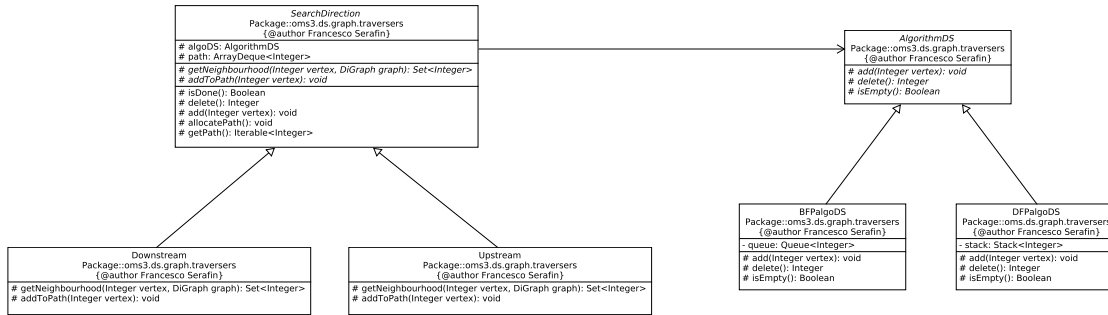 SearchDirection
Package::oms3.ds.graph.traversers
{@author Francesco Serafin}
# algoDS: AlgorithmDS
# path: ArrayDeque<Integer>
# getNeighbourhood(Integer vertex, DiGraph graph): Set<Integer>
# addToPath(Integer vertex): void
# isDone(): Boolean
# delete(): Integer
# add(Integer vertex): void
# allocatePath(): void
# getPath(): Iterable<Integer>
AlgorithmDS
Package::oms3.ds.graph.traversers
{@author Francesco Serafin}
# add(Integer vertex): void
# delete(): Integer
# isEmpty(): Boolean
Downstream
Package::oms3.ds.graph.traversers
{@author Francesco Serafin}
# getNeighbourhood(Integer vertex, DiGraph graph): Set<Integer>
# addToPath(Integer vertex): void
Upstream
Package::oms3.ds.graph.traversers
{@author Francesco Serafin}
# getNeighbourhood(Integer vertex, DiGraph graph): Set<Integer>
# addToPath(Integer vertex): void
BFPalgoDS
Package::oms3.ds.graph.traversers
{@author Francesco Serafin}
- queue: Queue<Integer>
# add(Integer vertex): void
# delete(): Integer
# isEmpty(): Boolean
DFPalgoDS
Package::oms.ds.graph.traversers
{@author Francesco Serafin}
- stack: Stack<Integer>
# add(Integer vertex): void
# delete(): Integer
# isEmpty(): Boolean